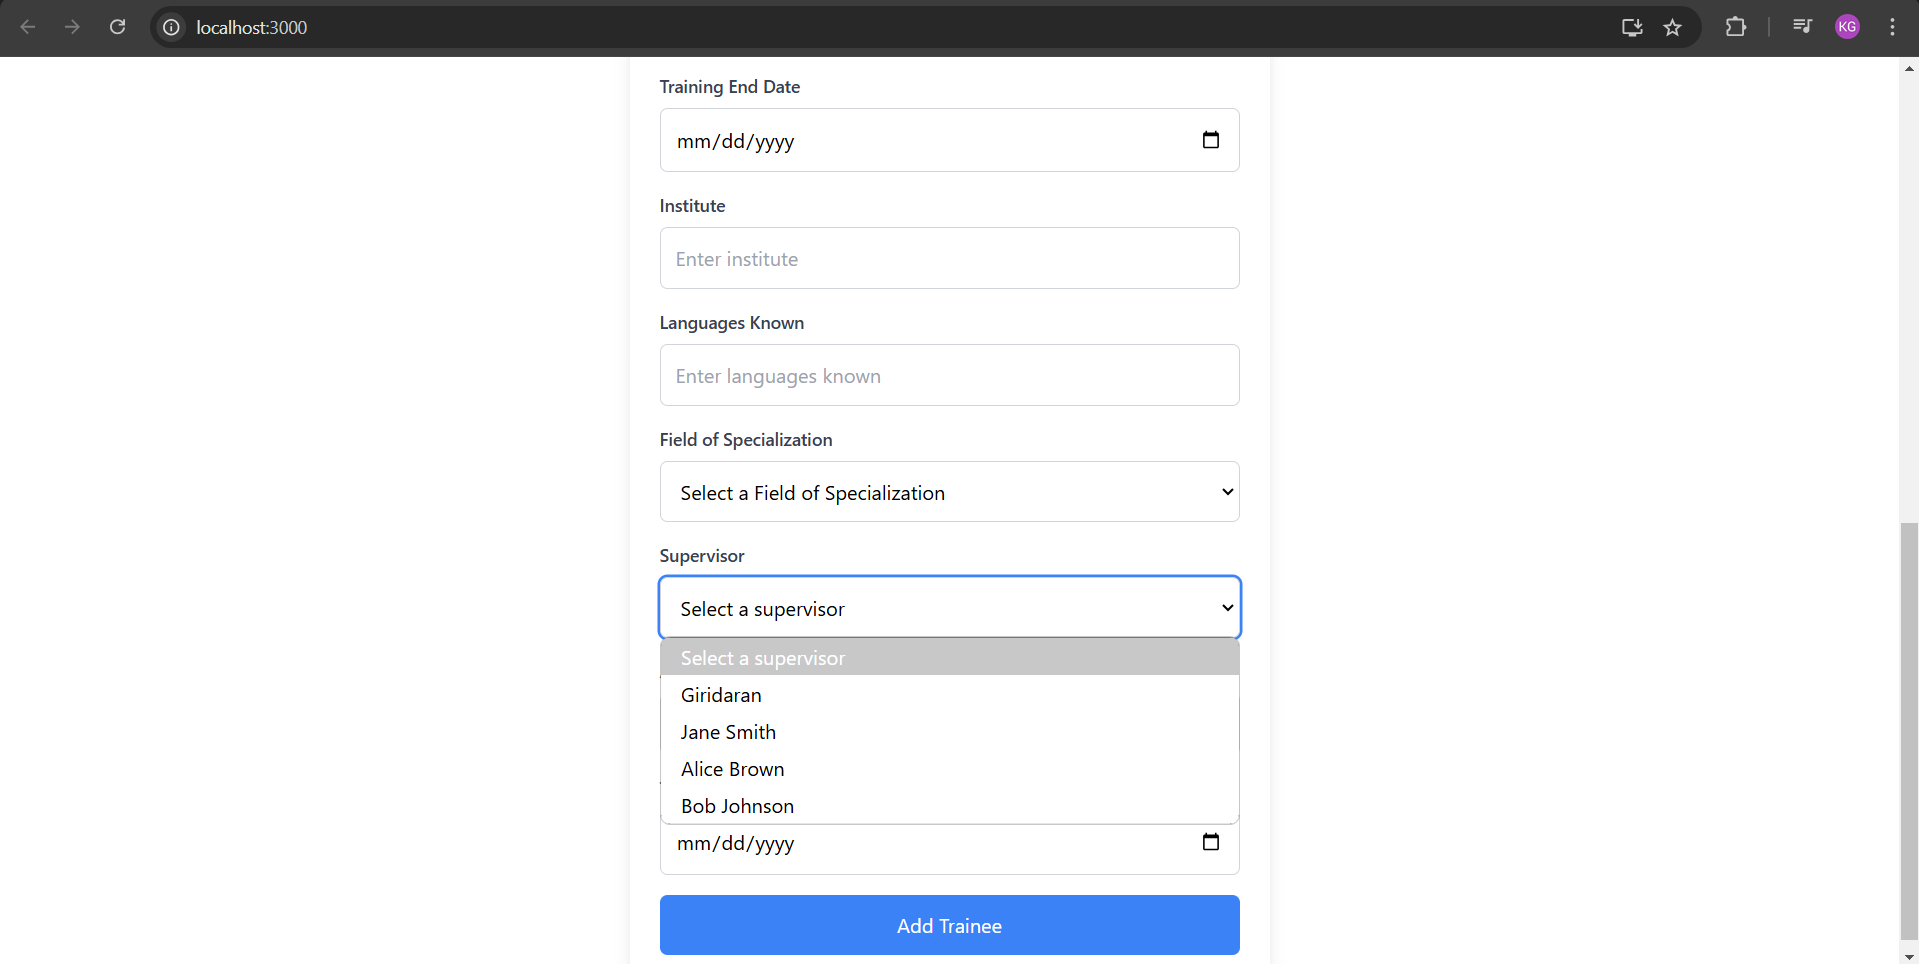 localhost:3000
KG
Training End Date
mm/dd/yyyy
Institute
Enter institute
Languages Known
Enter languages known
Field of Specialization
Select a Field of Specialization
Supervisor
Select a supervisor
Select a supervisor
Giridaran
Jane Smith
Alice Brown
Bob Johnson
mm/dd/yyyy
Add Trainee